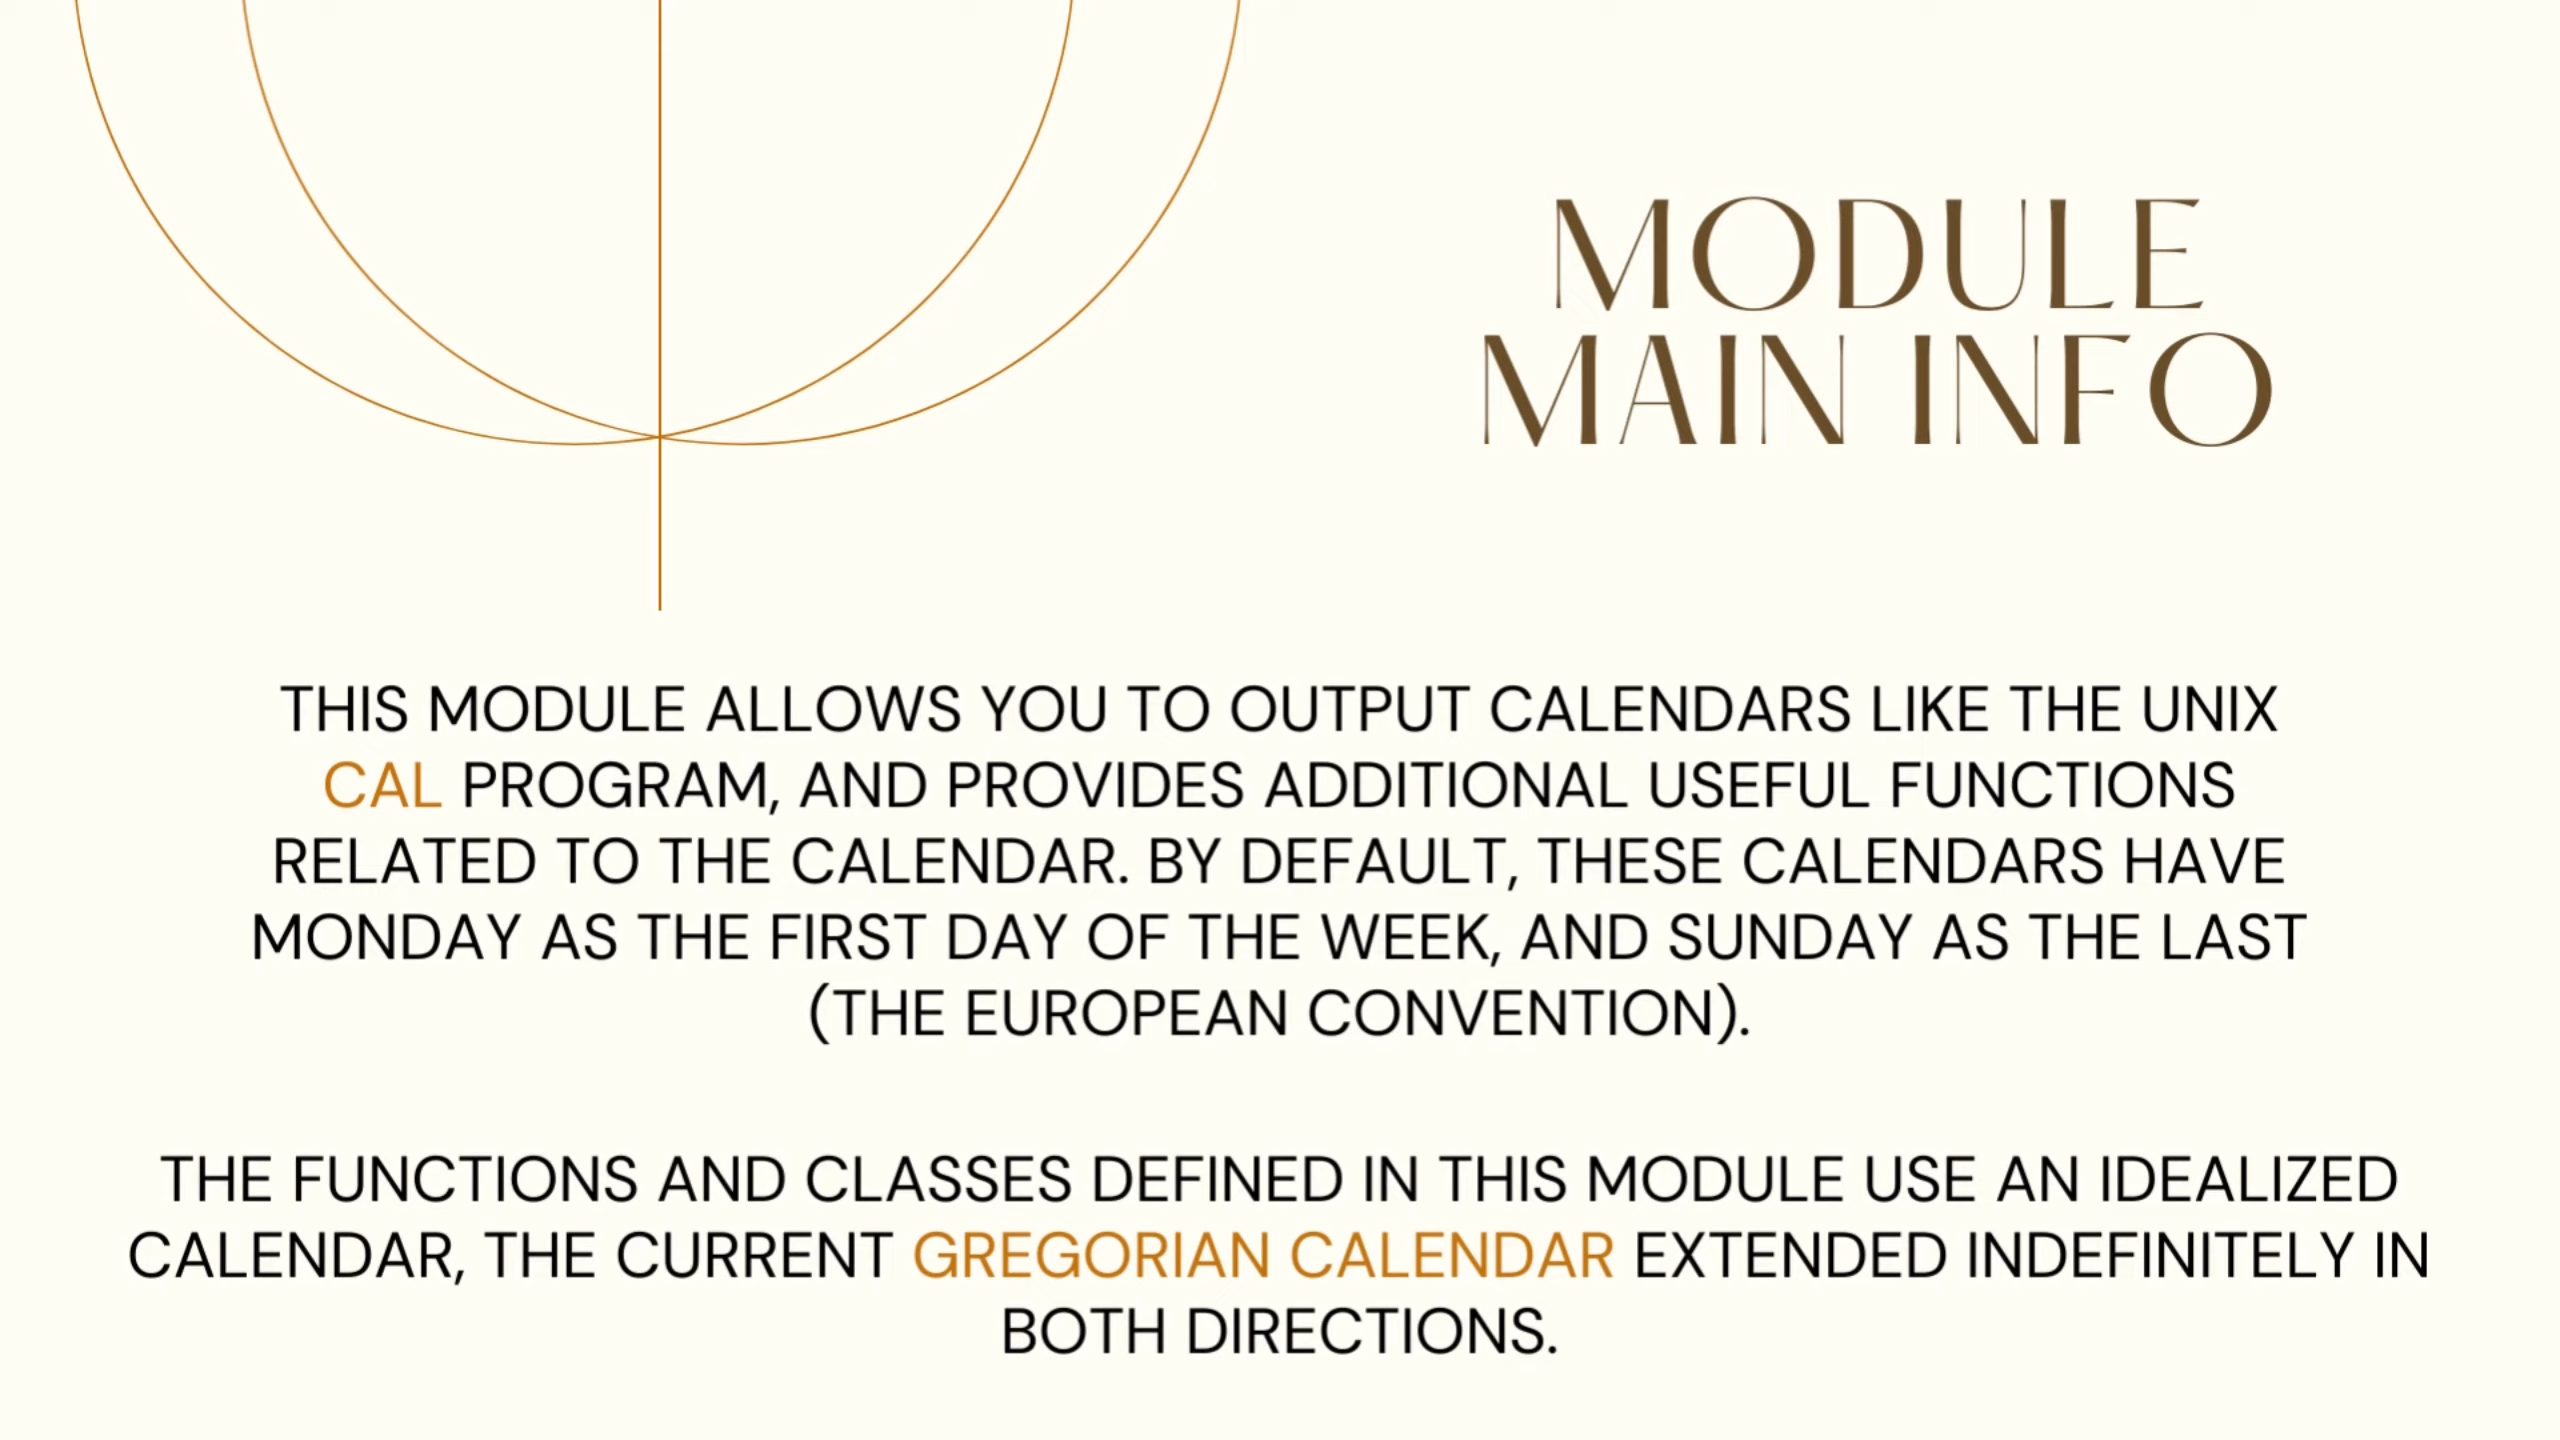 MODULE
MAIN INFO
THIS MODULE ALLOWS YOU TO OUTPUT CALENDARS LIKE THE UNIX
CAL PROGRAM, AND PROVIDES ADDITIONAL USEFUL FUNCTIONS
RELATED TO THE CALENDAR. BY DEFAULT, THESE CALENDARS HAVE
MONDAY AS THE FIRST DAY OF THE WEEK, AND SUNDAY AS THE LAST
(THE EUROPEAN CONVENTION).
THE FUNCTIONS AND CLASSES DEFINED IN THIS MODULE USE AN IDEALIZED
CALENDAR, THE CURRENT GREGORIAN CALENDAR EXTENDED INDEFINITELY IN
BOTH DIRECTIONS.